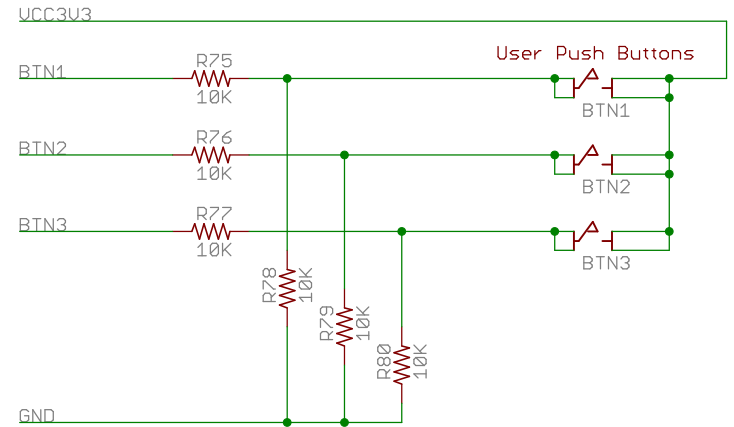 VCC3V3
User Push Buttons
BTN1
R75
10K
BTN1
BTN2
R76
10K
BTN2
BTN3
R77
10K
BTN3
R78
10K
R79
10K
R80
10K
GND